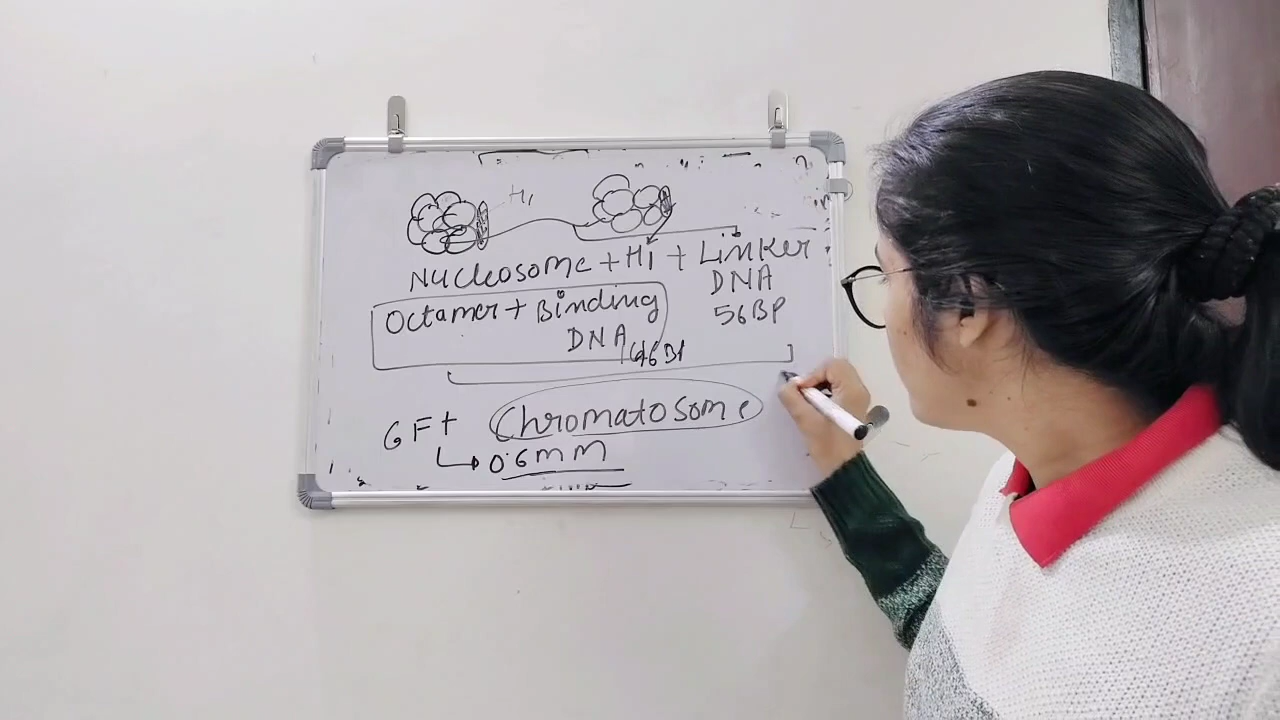 H1
Nucleosome + H1 + Linker
DNA
56BP
Octamer + Binding
DNA
146BP
6Ft
Chromatosome
0.6mm